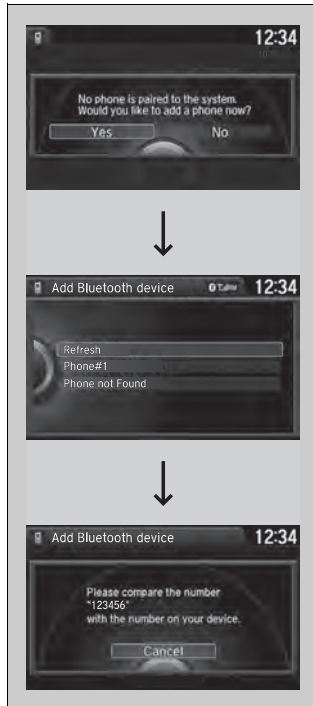 12:34
No phone is paired to the system.
Would you like to add a phone now?
Yes No
Add Bluetooth device 12:34
Refresh
Phone#1
Phone not Found
Add Bluetooth device 12:34
Please compare the number
"123456"
with the number on your device.
Cancel